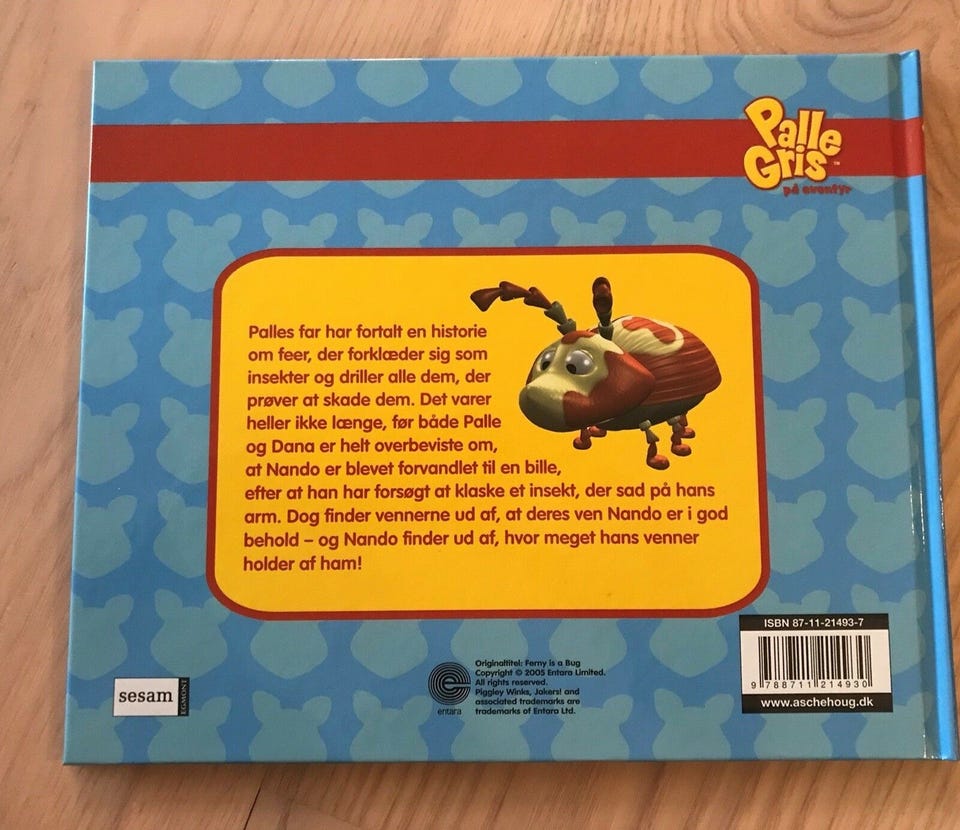 Palle
Gris™
på eventyr
Palles far har fortalt en historie
om feer, der forklæder sig som
insekter og driller alle dem, der
prøver at skade dem. Det varer
heller ikke længe, før både Palle
og Dana er helt overbeviste om,
at Nando er blevet forvandlet til en bille,
efter at han har forsøgt at klaske et insekt, der sad på hans
arm. Dog finder vennerne ud af, at deres ven Nando er i god
behold – og Nando finder ud af, hvor meget hans venner
holder af ham!
sesam
EGMONT
entara
Originaltitel: Ferny is a Bug
Copyright © 2005 Entara Limited.
All rights reserved.
Piggley Winks, Jakers! and
associated trademarks are
trademarks of Entara Ltd.
ISBN 87-11-21493-7
9 788711 214930
www.aschehoug.dk